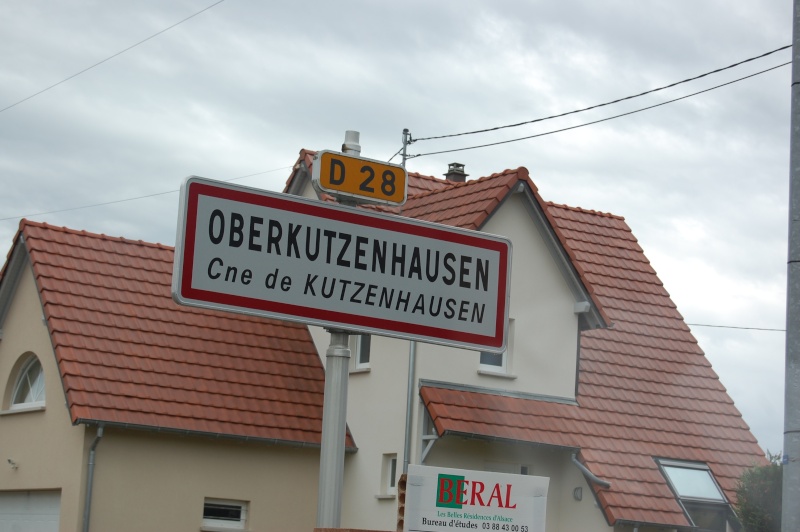 D 28
OBERKUTZENHAUSEN
Cne de KUTZENHAUSEN
BERAL
Les Belles Résidences d'Alsace
Bureau d'études 03 88 43 00 53